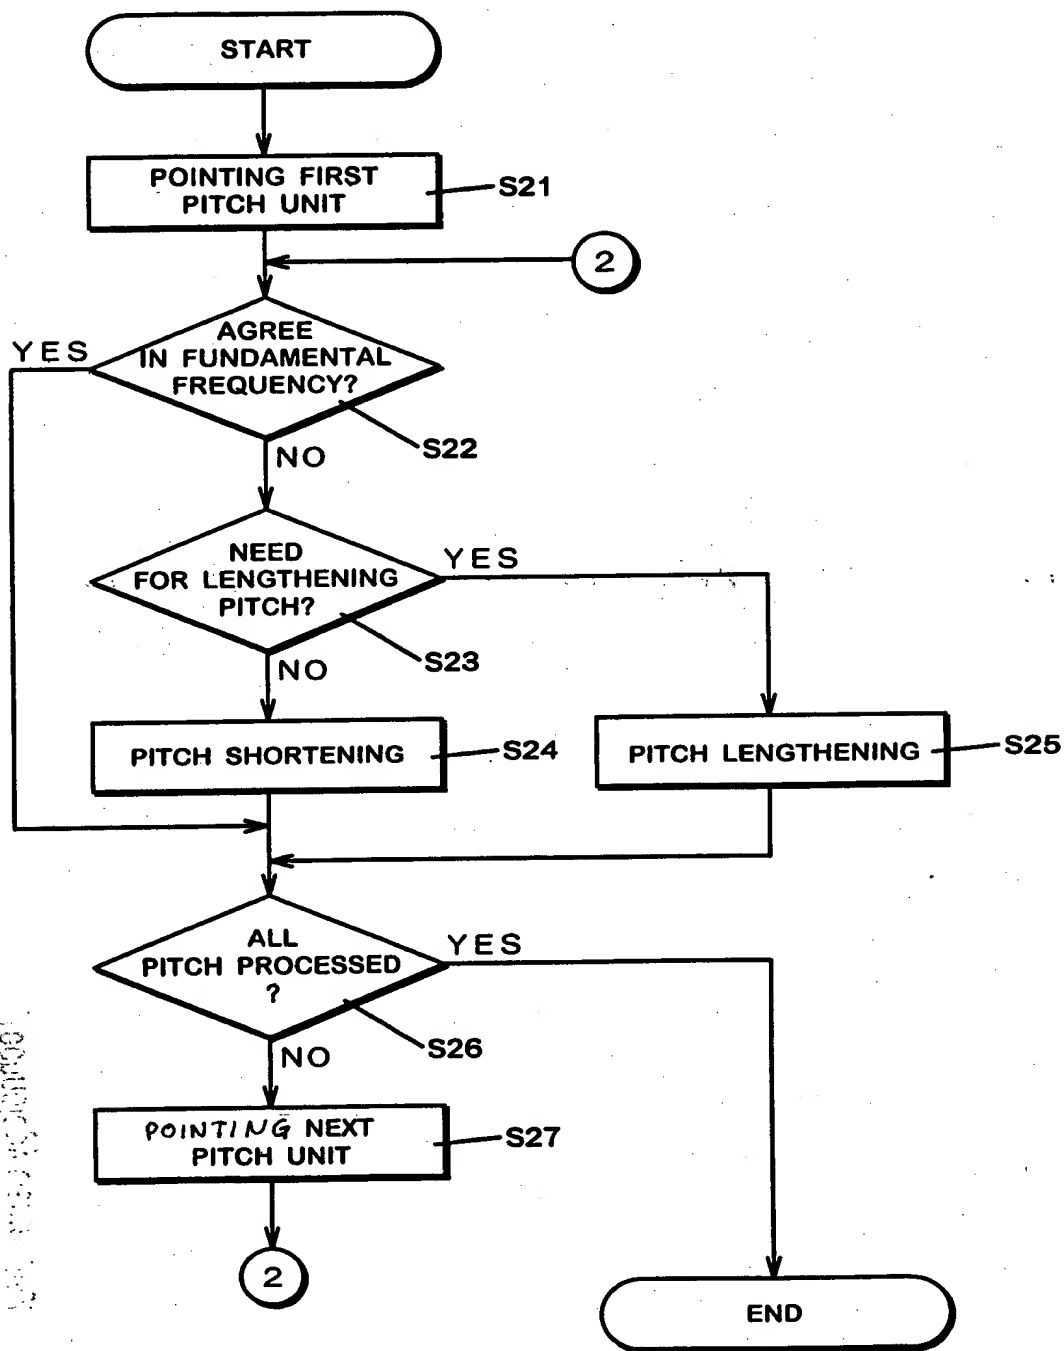 START
POINTING FIRST
PITCH UNIT
S21
2
AGREE
IN FUNDAMENTAL
FREQUENCY?
YES
S22
NO
NEED
FOR LENGTHENING
PITCH?
YES
S23
NO
PITCH SHORTENING
S24
PITCH LENGTHENING
S25
ALL
PITCH PROCESSED
?
YES
S26
NO
POINTING NEXT
PITCH UNIT
S27
2
END